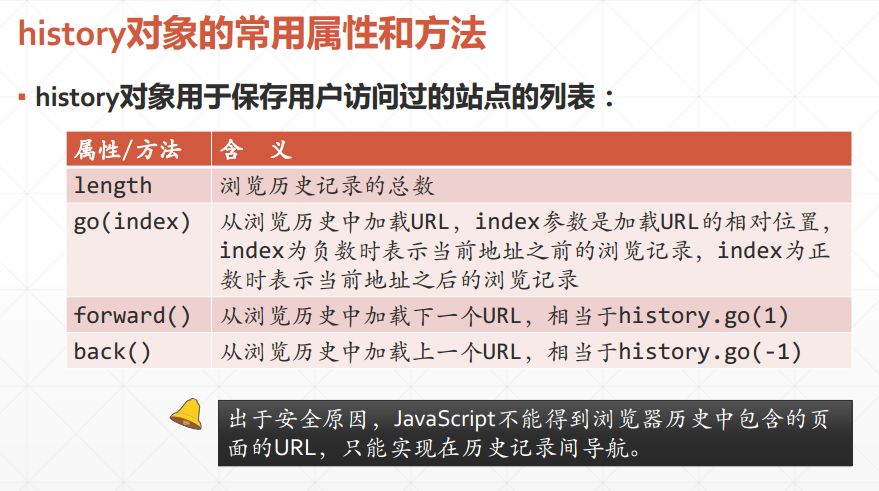 history对象的常用属性和方法
▪ history对象用于保存用户访问过的站点的列表：
属性/方法 含 义
length 浏览历史记录的总数
go(index) 从浏览历史中加载URL，index参数是加载URL的相对位置，
index为负数时表示当前地址之前的浏览记录，index为正
数时表示当前地址之后的浏览记录
forward() 从浏览历史中加载下一个URL，相当于history.go(1)
back() 从浏览历史中加载上一个URL，相当于history.go(-1)
出于安全原因，JavaScript不能得到浏览器历史中包含的页
面的URL，只能实现在历史记录间导航。